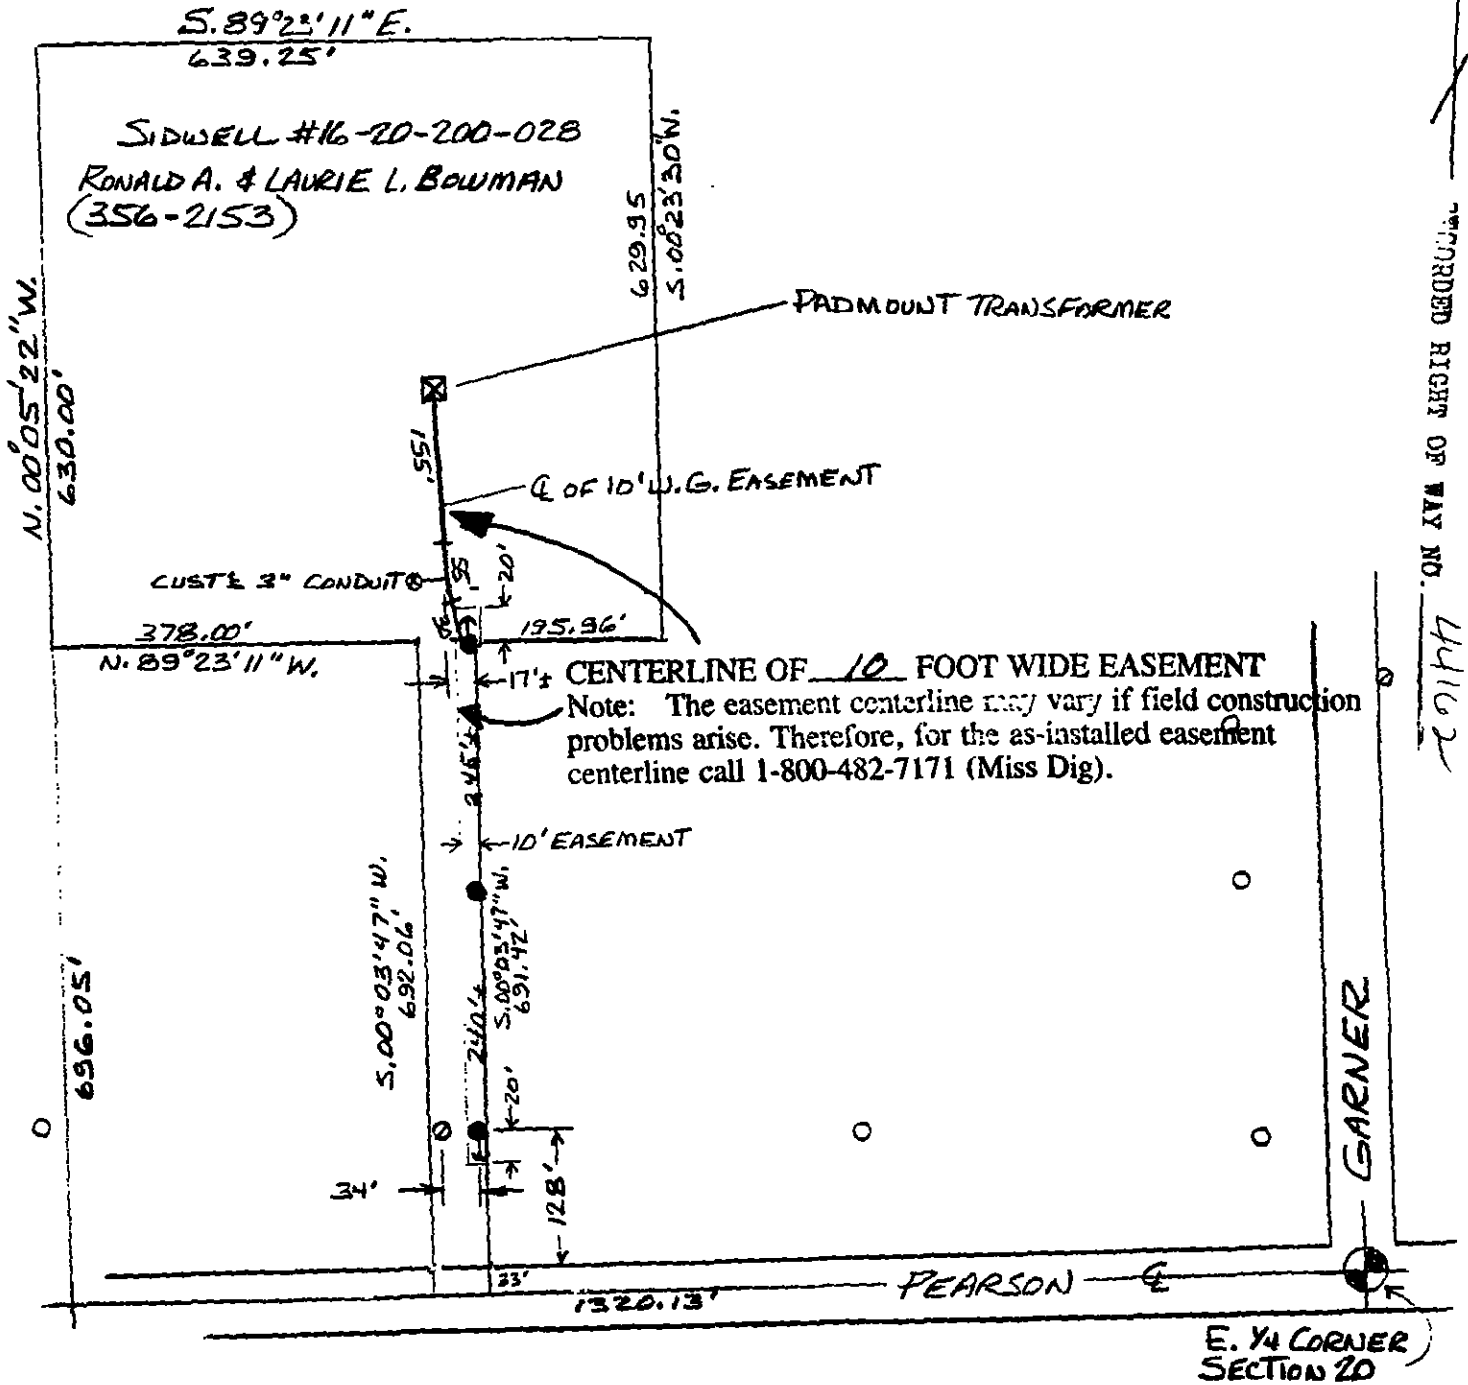 S. 89°23'11" E.
639.25'
SIDWELL #16-20-200-028
RONALD A. & LAURIE L. BOWMAN
(356-2153)
N. 00°05'22" W.
630.00'
629.95
S. 00°23'30" W.
PADMOUNT TRANSFORMER
155'
℄ OF 10' U.G. EASEMENT
CUST 3" CONDUIT
55'
20'
378.00'
N. 89°23'11" W.
195.96'
17'±
CENTERLINE OF 10 FOOT WIDE EASEMENT
Note: The easement centerline may vary if field construction
problems arise. Therefore, for the as-installed easement
centerline call 1-800-482-7171 (Miss Dig).
245'±
10' EASEMENT
S. 00°03'47" W.
692.06'
S. 00°03'47" W.
691.42'
240'±
20'
696.05'
34'
128'
33'
1320.13'
PEARSON ℄
GARNER
E. 1/4 CORNER
SECTION 20
RECORDED RIGHT OF WAY NO. 44162